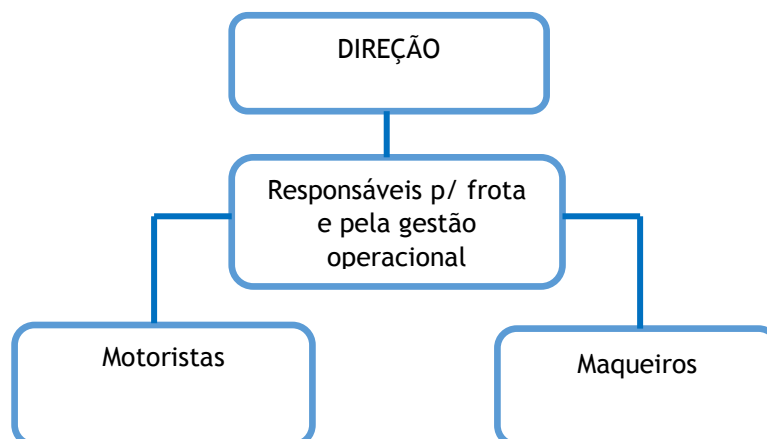 DIREÇÃO
Responsáveis p/ frota
e pela gestão
operacional
Motoristas
Maqueiros